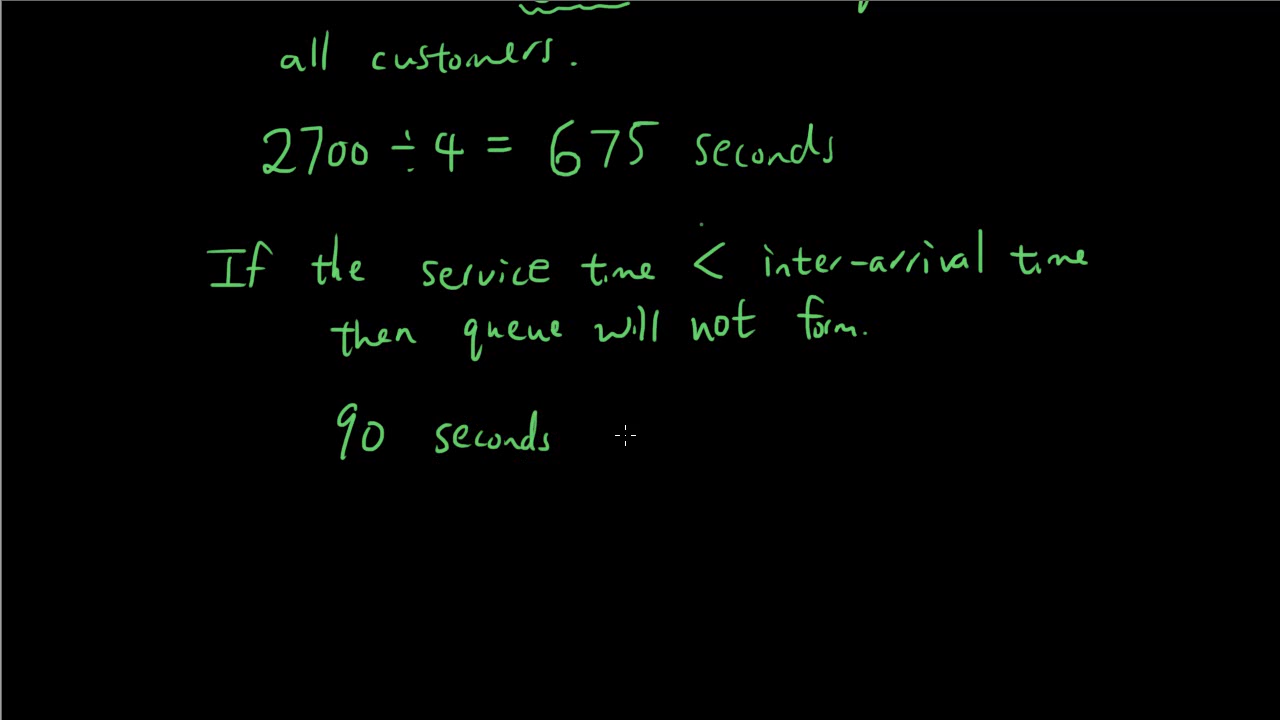 all customers.
2700 ÷ 4 = 675 seconds
If the service time < inter-arrival time
then queue will not form.
90 seconds